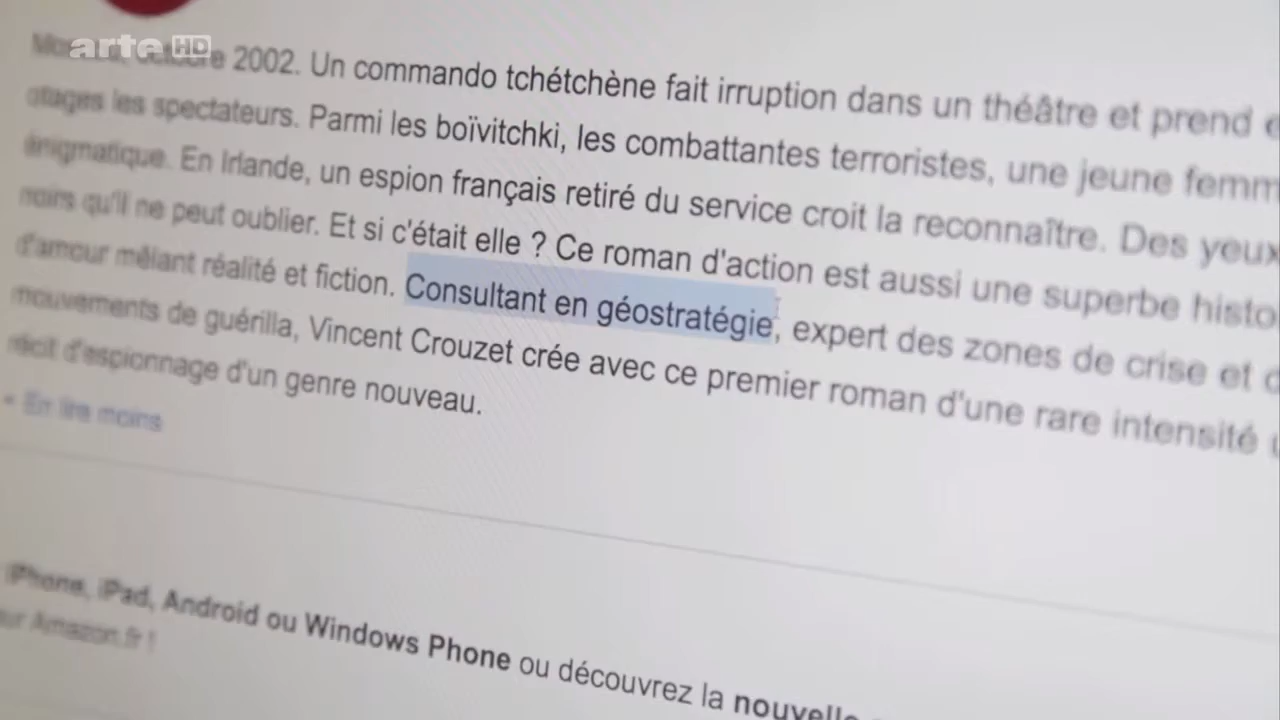 arte HD
octobre 2002. Un commando tchétchène fait irruption dans un théâtre et prend
otages les spectateurs. Parmi les boïvitchki, les combattantes terroristes, une jeune femm
énigmatique. En Irlande, un espion français retiré du service croit la reconnaître. Des yeux
noirs qu'il ne peut oublier. Et si c'était elle ? Ce roman d'action est aussi une superbe histo
d'amour mêlant réalité et fiction. Consultant en géostratégie, expert des zones de crise et
mouvements de guérilla, Vincent Crouzet crée avec ce premier roman d'une rare intensité
récit d'espionnage d'un genre nouveau.
En lire moins
iPhone, iPad, Android ou Windows Phone ou découvrez la nouvelle
sur Amazon.fr !